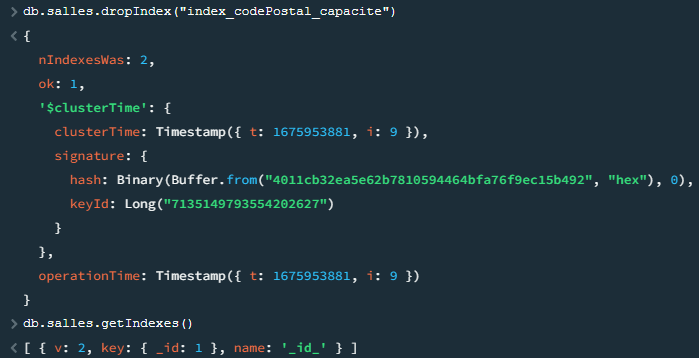 > db.salles.dropIndex("index_codePostal_capacite")
< {
nIndexesWas: 2,
ok: 1,
'$clusterTime': {
clusterTime: Timestamp({ t: 1675953881, i: 9 }),
signature: {
hash: Binary(Buffer.from("4011cb32ea5e62b7810594464bfa76f9ec15b492", "hex"), 0),
keyId: Long("7135149793554202627")
}
},
operationTime: Timestamp({ t: 1675953881, i: 9 })
}
> db.salles.getIndexes()
< [ { v: 2, key: { _id: 1 }, name: '_id_' } ]